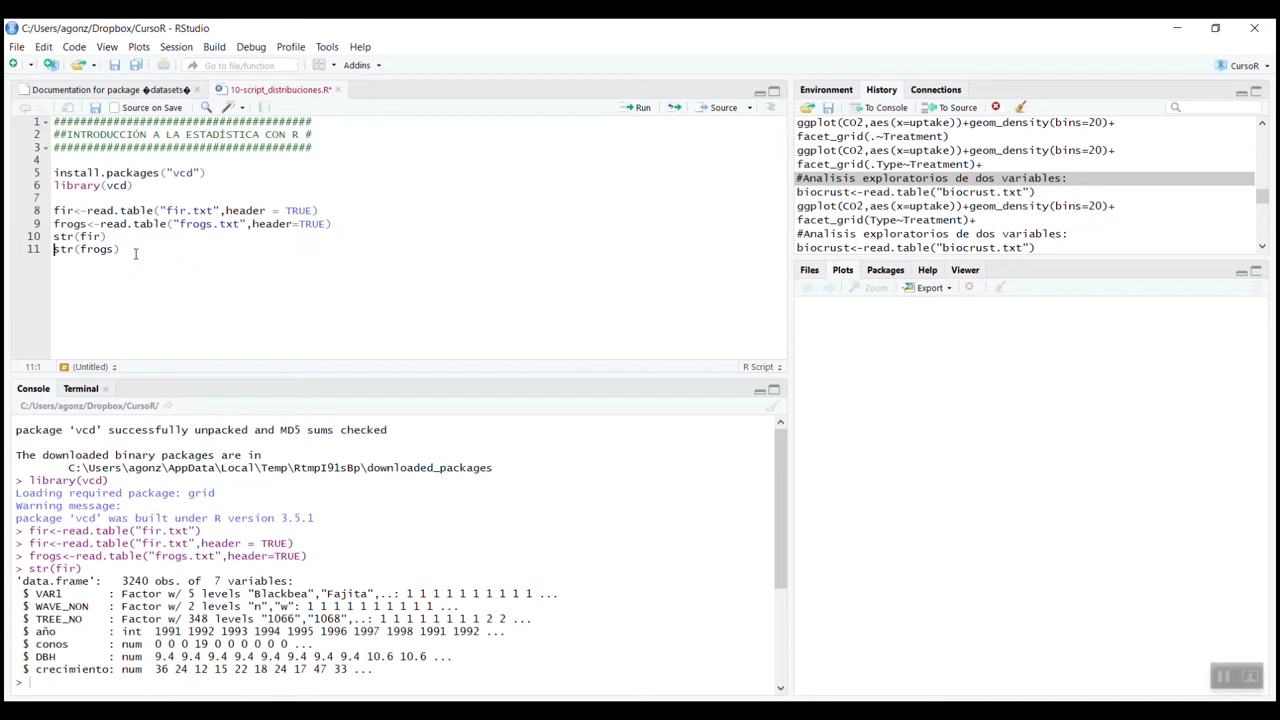 C:/Users/agonz/Dropbox/CursoR - RStudio
File Edit Code View Plots Session Build Debug Profile Tools Help
Go to file/function Addins CursoR
Documentation for package �datasets� 10-script_distribuciones.R*
Source on Save Run Source
1 #######################################
2 ##INTRODUCCIÓN A LA ESTADÍSTICA CON R #
3 #######################################
4
5 install.packages("vcd")
6 library(vcd)
7
8 fir<-read.table("fir.txt",header = TRUE)
9 frogs<-read.table("frogs.txt",header=TRUE)
10 str(fir)
11 str(frogs)
11:1 (Untitled) R Script
Console Terminal
C:/Users/agonz/Dropbox/CursoR/
package ‘vcd’ successfully unpacked and MD5 sums checked
The downloaded binary packages are in
C:\Users\agonz\AppData\Local\Temp\RtmpI9lsBp\downloaded_packages
> library(vcd)
Loading required package: grid
Warning message:
package ‘vcd’ was built under R version 3.5.1
> fir<-read.table("fir.txt")
> fir<-read.table("fir.txt",header = TRUE)
> frogs<-read.table("frogs.txt",header=TRUE)
> str(fir)
'data.frame': 3240 obs. of 7 variables:
$ VAR1 : Factor w/ 5 levels "Blackbea","Fajita",..: 1 1 1 1 1 1 1 1 1 1 ...
$ WAVE_NON : Factor w/ 2 levels "n","w": 1 1 1 1 1 1 1 1 1 1 ...
$ TREE_NO : Factor w/ 348 levels "1066","1068",..: 1 1 1 1 1 1 1 1 2 2 ...
$ año : int 1991 1992 1993 1994 1995 1996 1997 1998 1991 1992 ...
$ conos : num 0 0 0 19 0 0 0 0 0 0 ...
$ DBH : num 9.4 9.4 9.4 9.4 9.4 9.4 9.4 9.4 10.6 10.6 ...
$ crecimiento: num 36 24 12 15 22 18 24 17 47 33 ...
>
Environment History Connections
To Console To Source
ggplot(CO2,aes(x=uptake))+geom_density(bins=20)+
facet_grid(.~Treatment)
ggplot(CO2,aes(x=uptake))+geom_density(bins=20)+
facet_grid(.Type~Treatment)+
#Analisis exploratorios de dos variables:
biocrust<-read.table("biocrust.txt")
ggplot(CO2,aes(x=uptake))+geom_density(bins=20)+
facet_grid(Type~Treatment)+
#Analisis exploratorios de dos variables:
biocrust<-read.table("biocrust.txt")
Files Plots Packages Help Viewer
Zoom Export